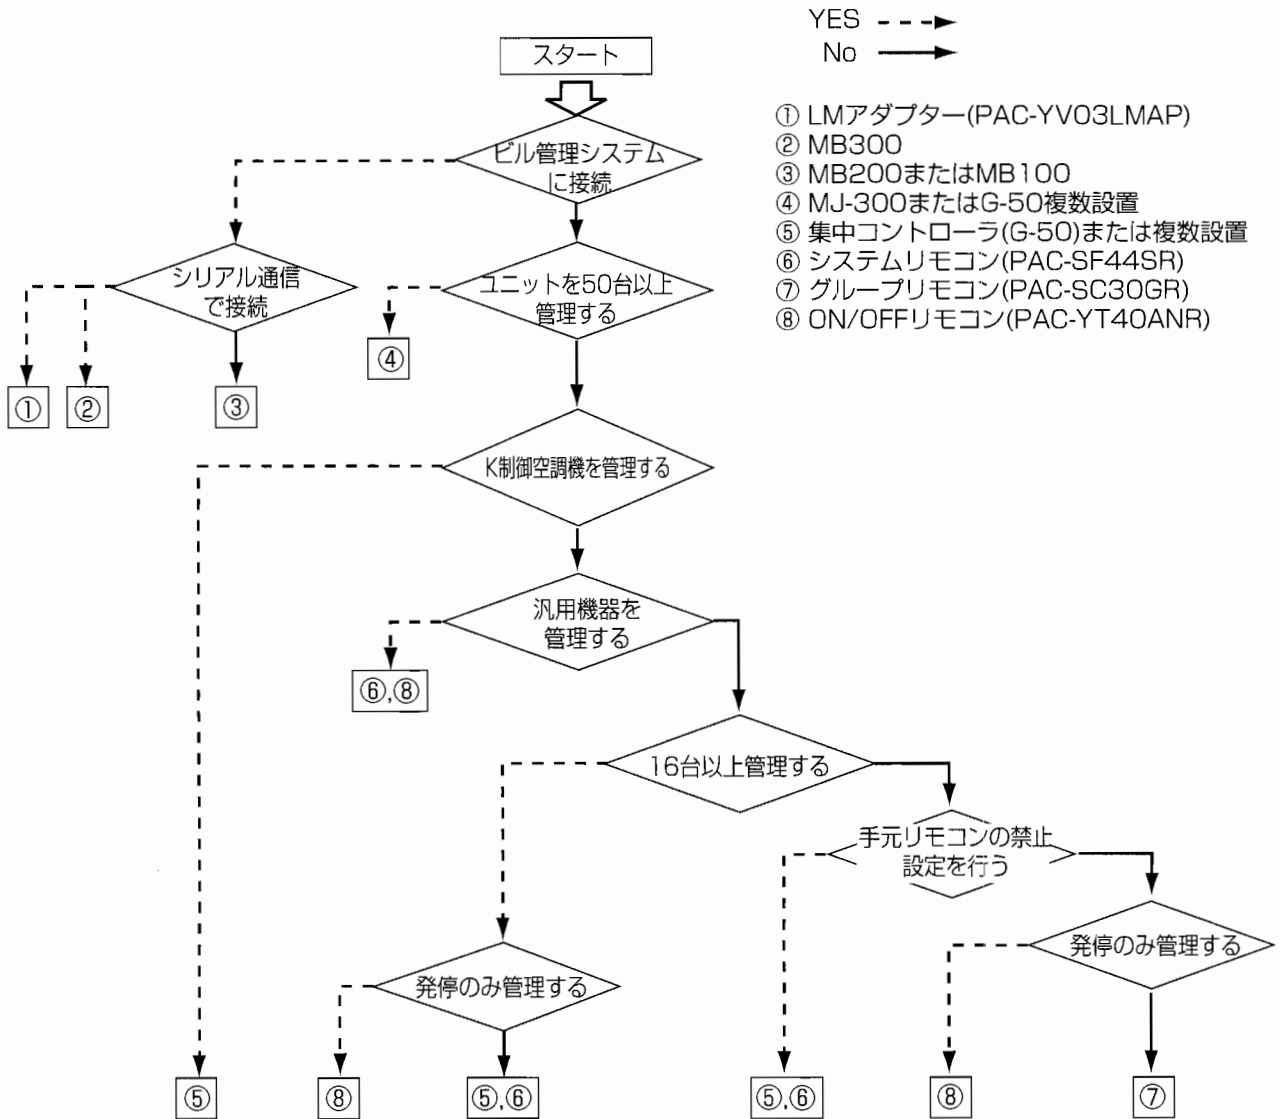 YES
No
スタート
① LMアダプター(PAC-YV03LMAP)
② MB300
③ MB200またはMB100
④ MJ-300またはG-50複数設置
⑤ 集中コントローラ(G-50)または複数設置
⑥ システムリモコン(PAC-SF44SR)
⑦ グループリモコン(PAC-SC30GR)
⑧ ON/OFFリモコン(PAC-YT40ANR)
ビル管理システム
に接続
シリアル通信
で接続
ユニットを50台以上
管理する
④
①
②
③
K制御空調機を管理する
汎用機器を
管理する
⑥,⑧
16台以上管理する
手元リモコンの禁止
設定を行う
発停のみ管理する
発停のみ管理する
⑤
⑧
⑤,⑥
⑤,⑥
⑧
⑦